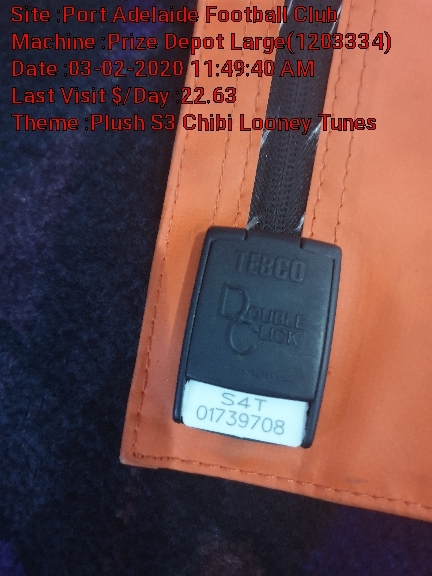 Site :Port Adelaide Football Club
Machine :Prize Depot Large(1203334)
Date :03-02-2020 11:49:40 AM
Last Visit $/Day :22.63
Theme :Plush S3 Chibi Looney Tunes
TEBCO
DOUBLE
CLICK
S4T
01739708